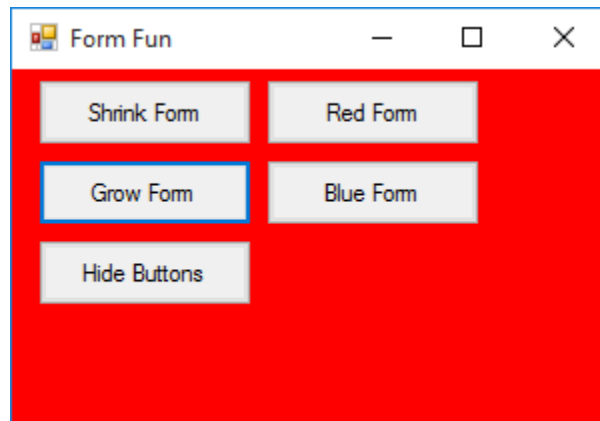 Form Fun
Shrink Form
Red Form
Grow Form
Blue Form
Hide Buttons